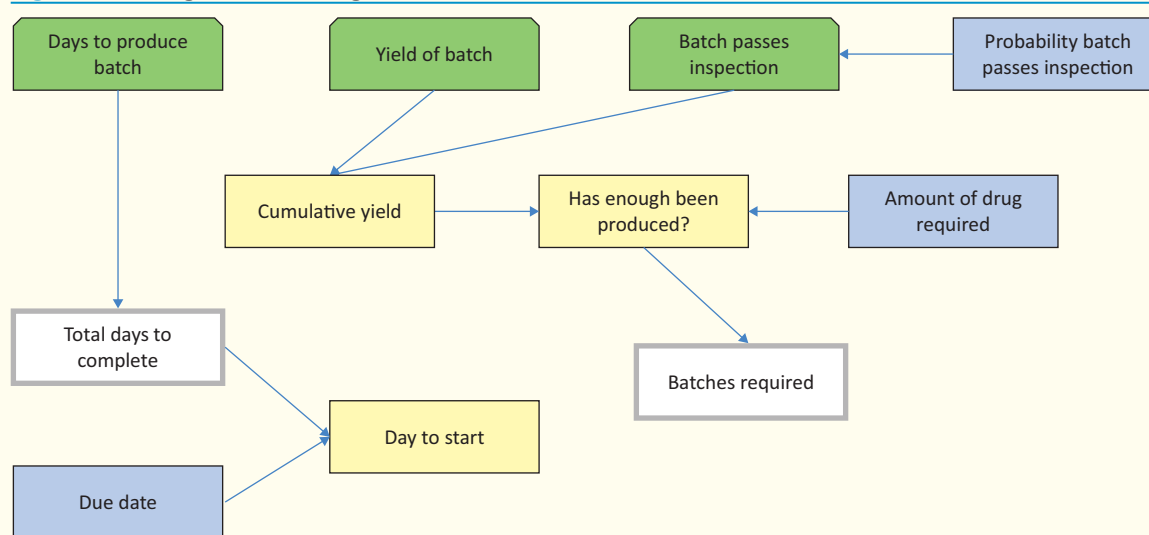 Days to produce
batch
Yield of batch
Batch passes
inspection
Probability batch
passes inspection
Cumulative yield
Has enough been
produced?
Amount of drug
required
Total days to
complete
Batches required
Day to start
Due date